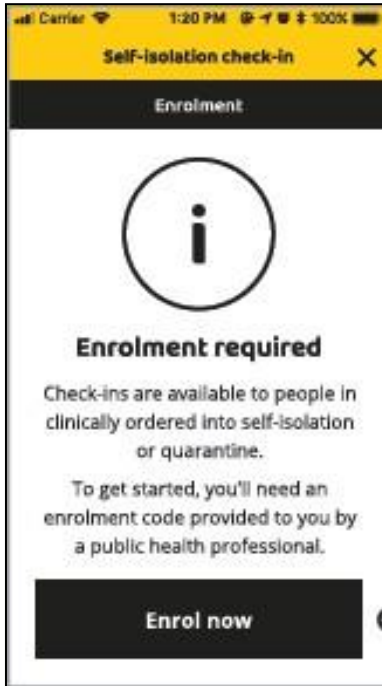 Carrier 1:20 PM 100%
Self-isolation check-in
Enrolment
Enrolment required
Check-ins are available to people in
clinically ordered into self-isolation
or quarantine.
To get started, you'll need an
enrolment code provided to you by
a public health professional.
Enrol now